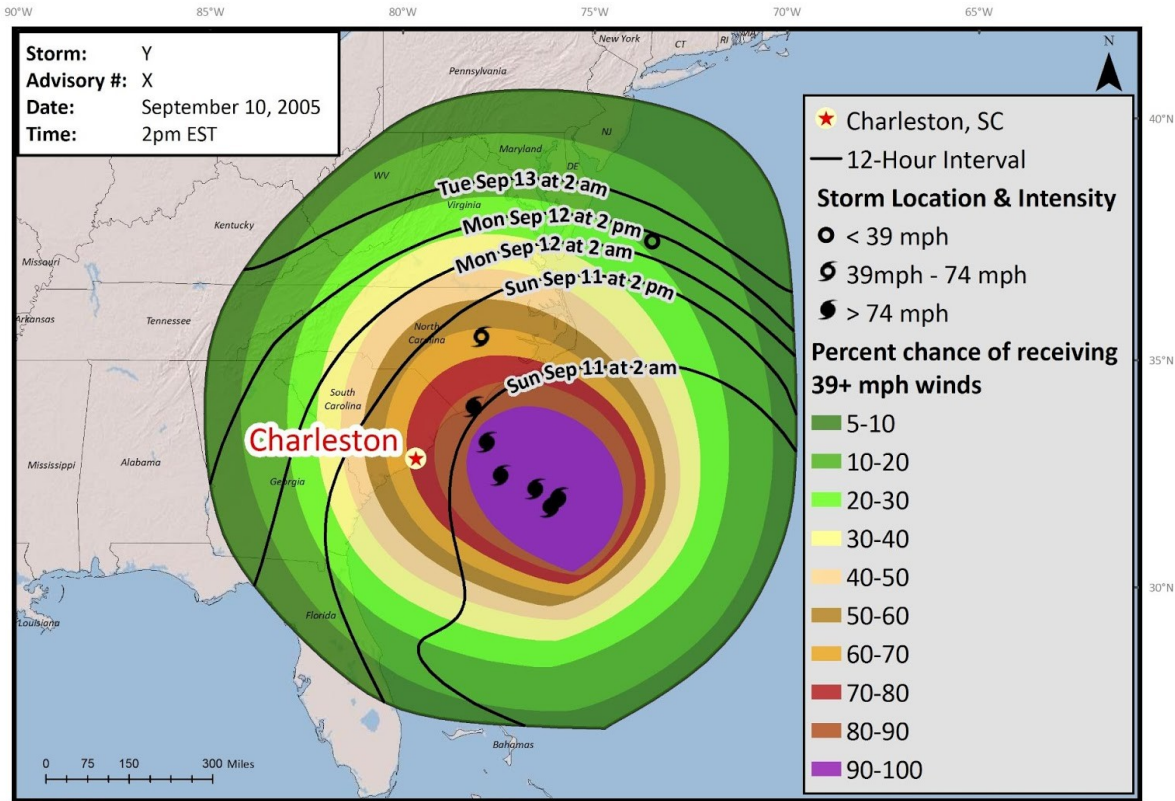 90°W 85°W 80°W 75°W 70°W 65°W
Storm: Y
Advisory #: X
Date: September 10, 2005
Time: 2pm EST
New York
CT
RI
MA
N
Pennsylvania
40°N
NJ
Maryland
DE
WV
Tue Sep 13 at 2 am
Virginia
Kentucky
Mon Sep 12 at 2 pm
Mon Sep 12 at 2 am
Missouri
Sun Sep 11 at 2 pm
Arkansas
Tennessee
North
Carolina
35°N
Sun Sep 11 at 2 am
South
Carolina
Charleston
Mississippi
Alabama
Georgia
30°N
Louisiana
Florida
Bahamas
0 75 150 300 Miles
Charleston, SC
12-Hour Interval
Storm Location & Intensity
< 39 mph
39mph - 74 mph
> 74 mph
Percent chance of receiving
39+ mph winds
5-10
10-20
20-30
30-40
40-50
50-60
60-70
70-80
80-90
90-100